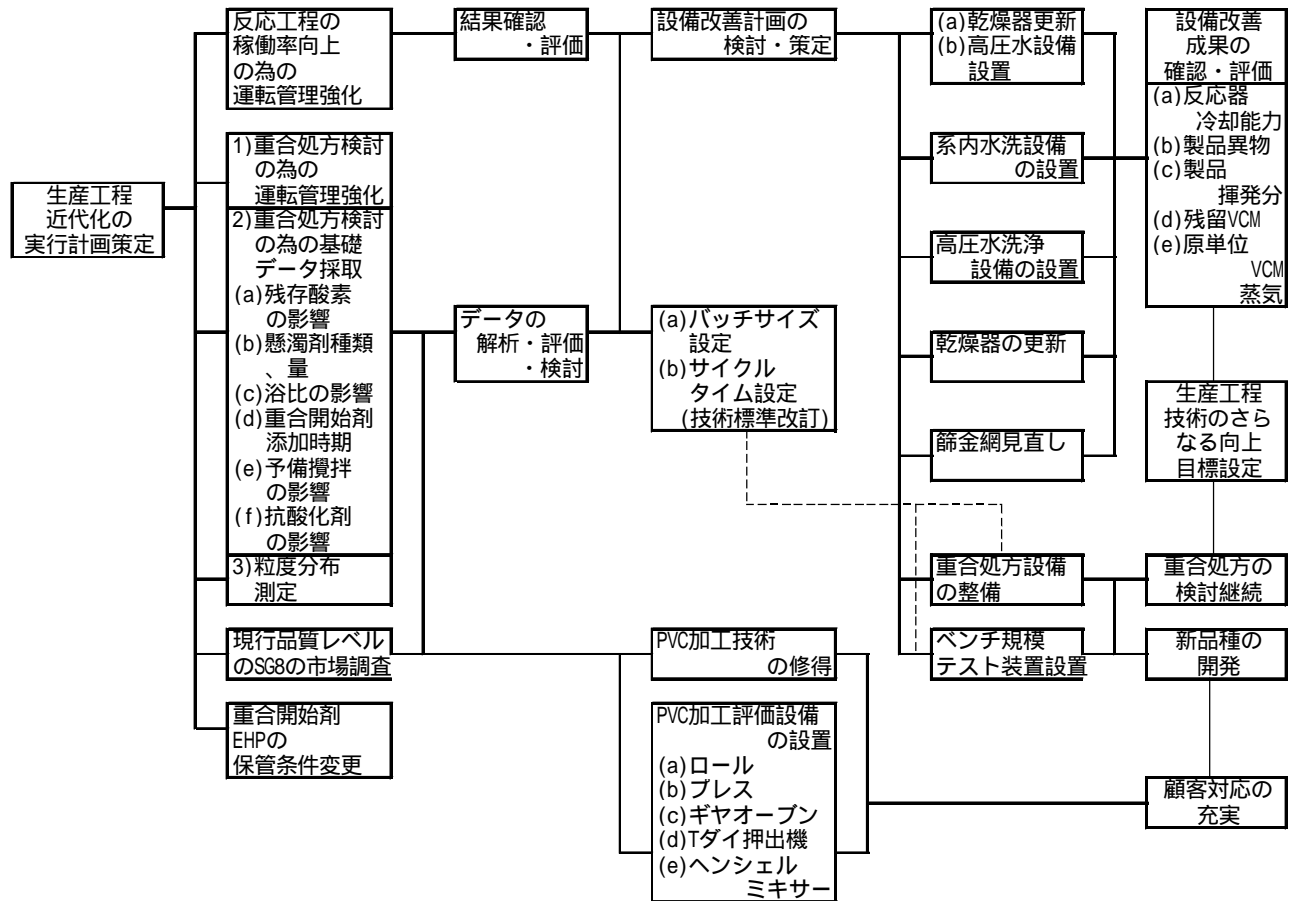 生産工程
近代化の
実行計画策定
反応工程の
稼働率向上
の為の
運転管理強化
1)重合処方検討
の為の
運転管理強化
2)重合処方検討
の為の基礎
データ採取
(a)残存酸素
の影響
(b)懸濁剤種類
、量
(c)浴比の影響
(d)重合開始剤
添加時期
(e)予備攪拌
の影響
(f)抗酸化剤
の影響
3)粒度分布
測定
現行品質レベル
のSG8の市場調査
重合開始剤
EHPの
保管条件変更
結果確認
・評価
データの
解析・評価
・検討
設備改善計画の
検討・策定
(a)バッチサイズ
設定
(b)サイクル
タイム設定
(技術標準改訂)
PVC加工技術
の修得
PVC加工評価設備
の設置
(a)ロール
(b)プレス
(c)ギヤオーブン
(d)Tダイ押出機
(e)ヘンシェル
ミキサー
(a)乾燥器更新
(b)高圧水設備
設置
系内水洗設備
の設置
高圧水洗浄
設備の設置
乾燥器の更新
篩金網見直し
重合処方設備
の整備
ベンチ規模
テスト装置設置
設備改善
成果の
確認・評価
(a)反応器
冷却能力
(b)製品異物
(c)製品
揮発分
(d)残留VCM
(e)原単位
VCM
蒸気
生産工程
技術のさら
なる向上
目標設定
重合処方の
検討継続
新品種の
開発
顧客対応の
充実